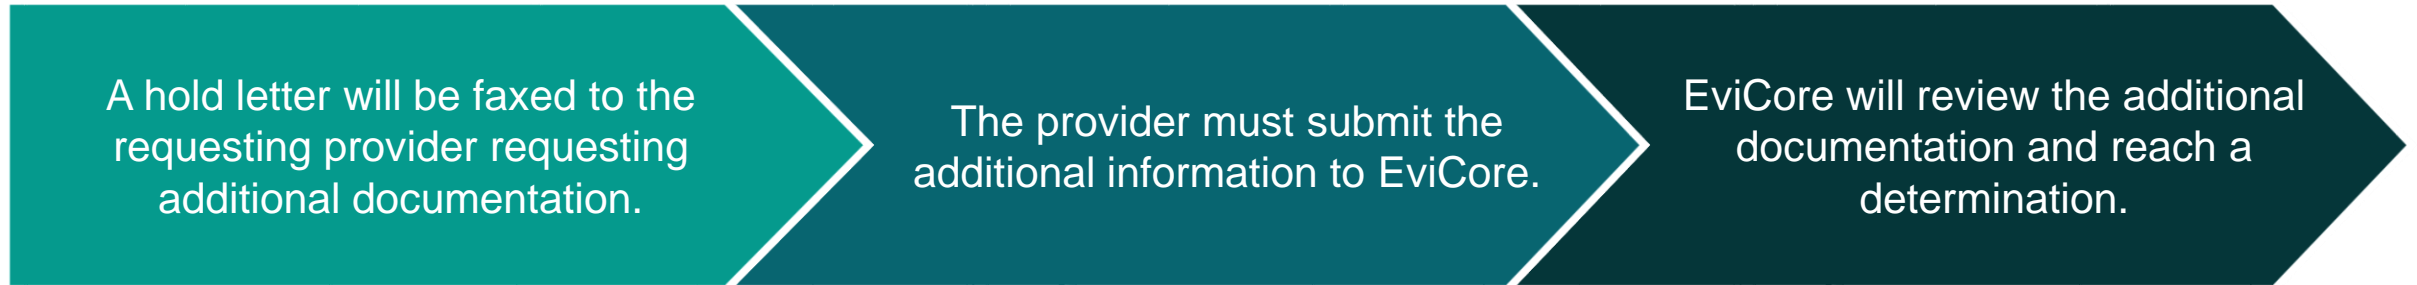 A hold letter will be faxed to the
requesting provider requesting
additional documentation.
The provider must submit the
additional information to EviCore.
EviCore will review the additional
documentation and reach a
determination.